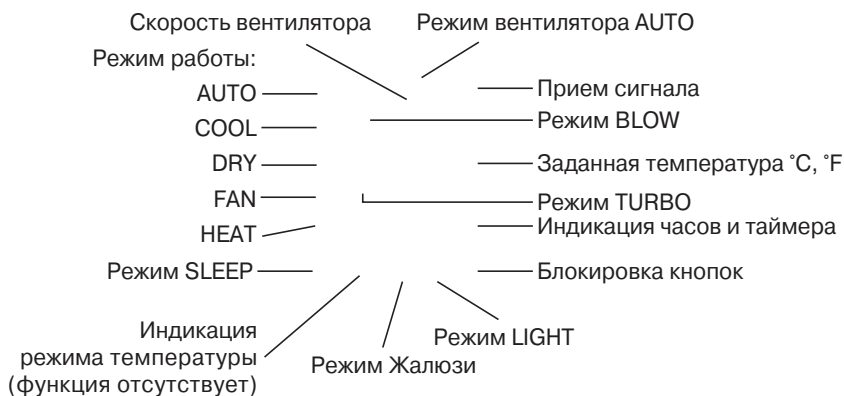 Скорость вентилятора
Режим вентилятора AUTO
Режим работы:
AUTO
COOL
DRY
FAN
HEAT
Режим SLEEP
Индикация
режима температуры
(функция отсутствует)
Режим Жалюзи
Режим LIGHT
Прием сигнала
Режим BLOW
Заданная температура °C, °F
Режим TURBO
Индикация часов и таймера
Блокировка кнопок